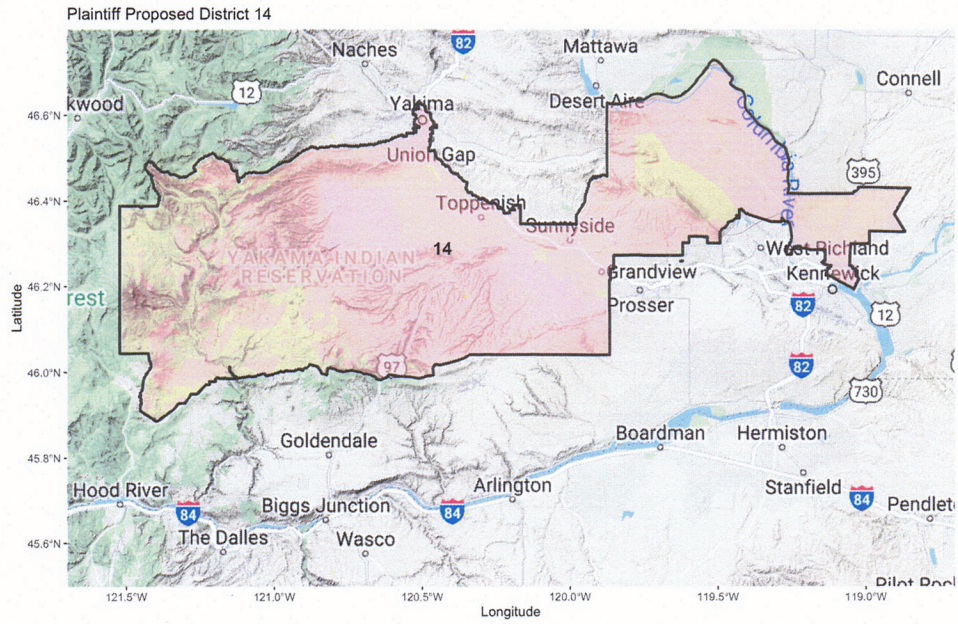 Plaintiff Proposed District 14
Naches
82
Mattawa
12
Connell
kwood
Yakima
Desert Aire
46.6°N
Columbia River
Union Gap
395
46.4°N
Toppenish
Sunnyside
14
West Richland
YAKAMA INDIAN
RESERVATION
Grandview
Kennewick
46.2°N
rest
Prosser
82
12
Latitude
97
82
46.0°N
730
Goldendale
Boardman
Hermiston
45.8°N
Hood River
Arlington
Stanfield
84
Biggs Junction
84
84
Pendlet
The Dalles
Wasco
45.6°N
Pilot Rock
121.5°W
121.0°W
120.5°W
120.0°W
119.5°W
119.0°W
Longitude